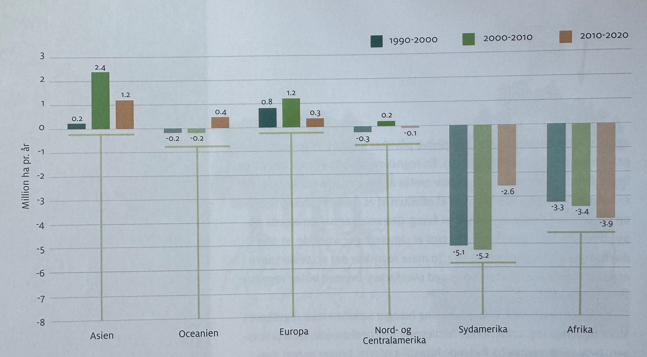 1990-2000 2000-2010 2010-2020
Million ha pr. år
3
2
1
0
-1
-2
-3
-4
-5
-6
-7
-8
0.2 2.4 1.2
-0.2 -0.2 0.4
0.8 1.2 0.3
-0.3 0.2 -0.1
-5.1 -5.2 -2.6
-3.3 -3.4 -3.9
Asien
Oceanien
Europa
Nord- og
Centralamerika
Sydamerika
Afrika